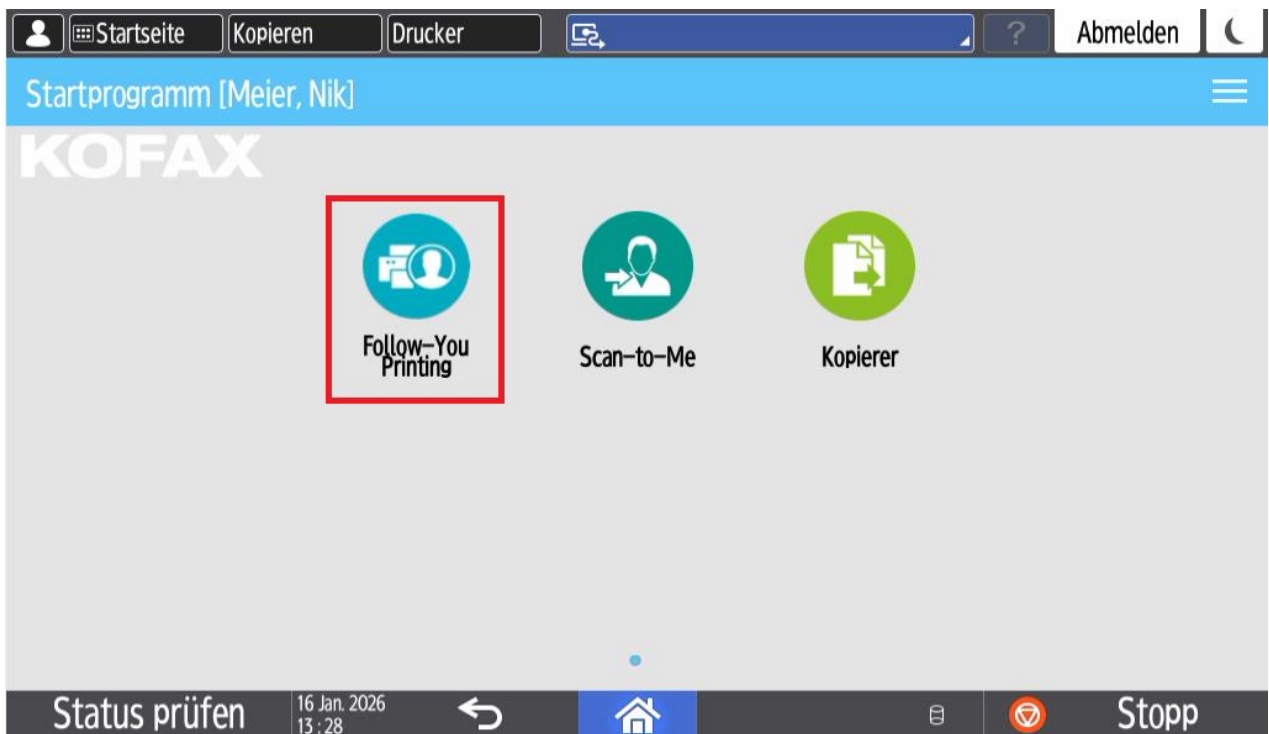 Startseite
Kopieren
Drucker
?
Abmelden
Startprogramm [Meier, Nik]
KOFAX
Follow-You
Printing
Scan-to-Me
Kopierer
Status prüfen
16 Jan. 2026
13 : 28
Stopp